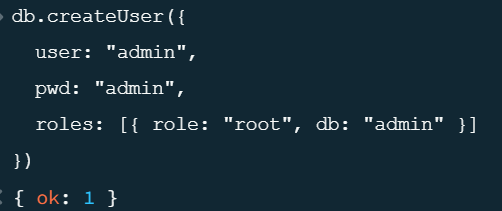 db.createUser({
user: "admin",
pwd: "admin",
roles: [{ role: "root", db: "admin" }]
})
{ ok: 1 }